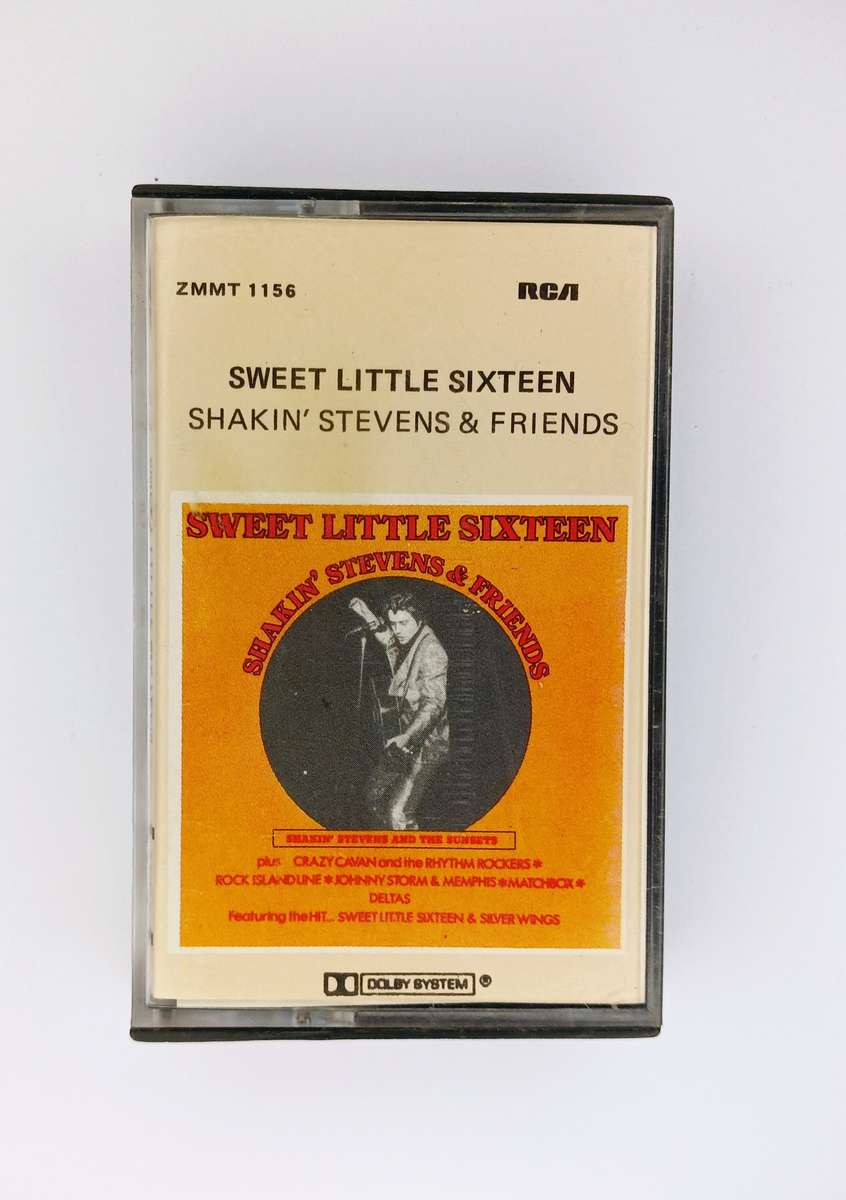 ZMMT 1156 RCA
SWEET LITTLE SIXTEEN
SHAKIN' STEVENS & FRIENDS
SWEET LITTLE SIXTEEN
SHAKIN' STEVENS & FRIENDS
SHAKIN' STEVENS AND THE SUNSETS
plus CRAZY CAVAN and the RHYTHM ROCKERS *
ROCK ISLAND LINE * JOHNNY STORM & MEMPHIS * MATCHBOX *
DELTAS
Featuring the HIT... SWEET LITTLE SIXTEEN & SILVER WINGS
DOLBY SYSTEM ®